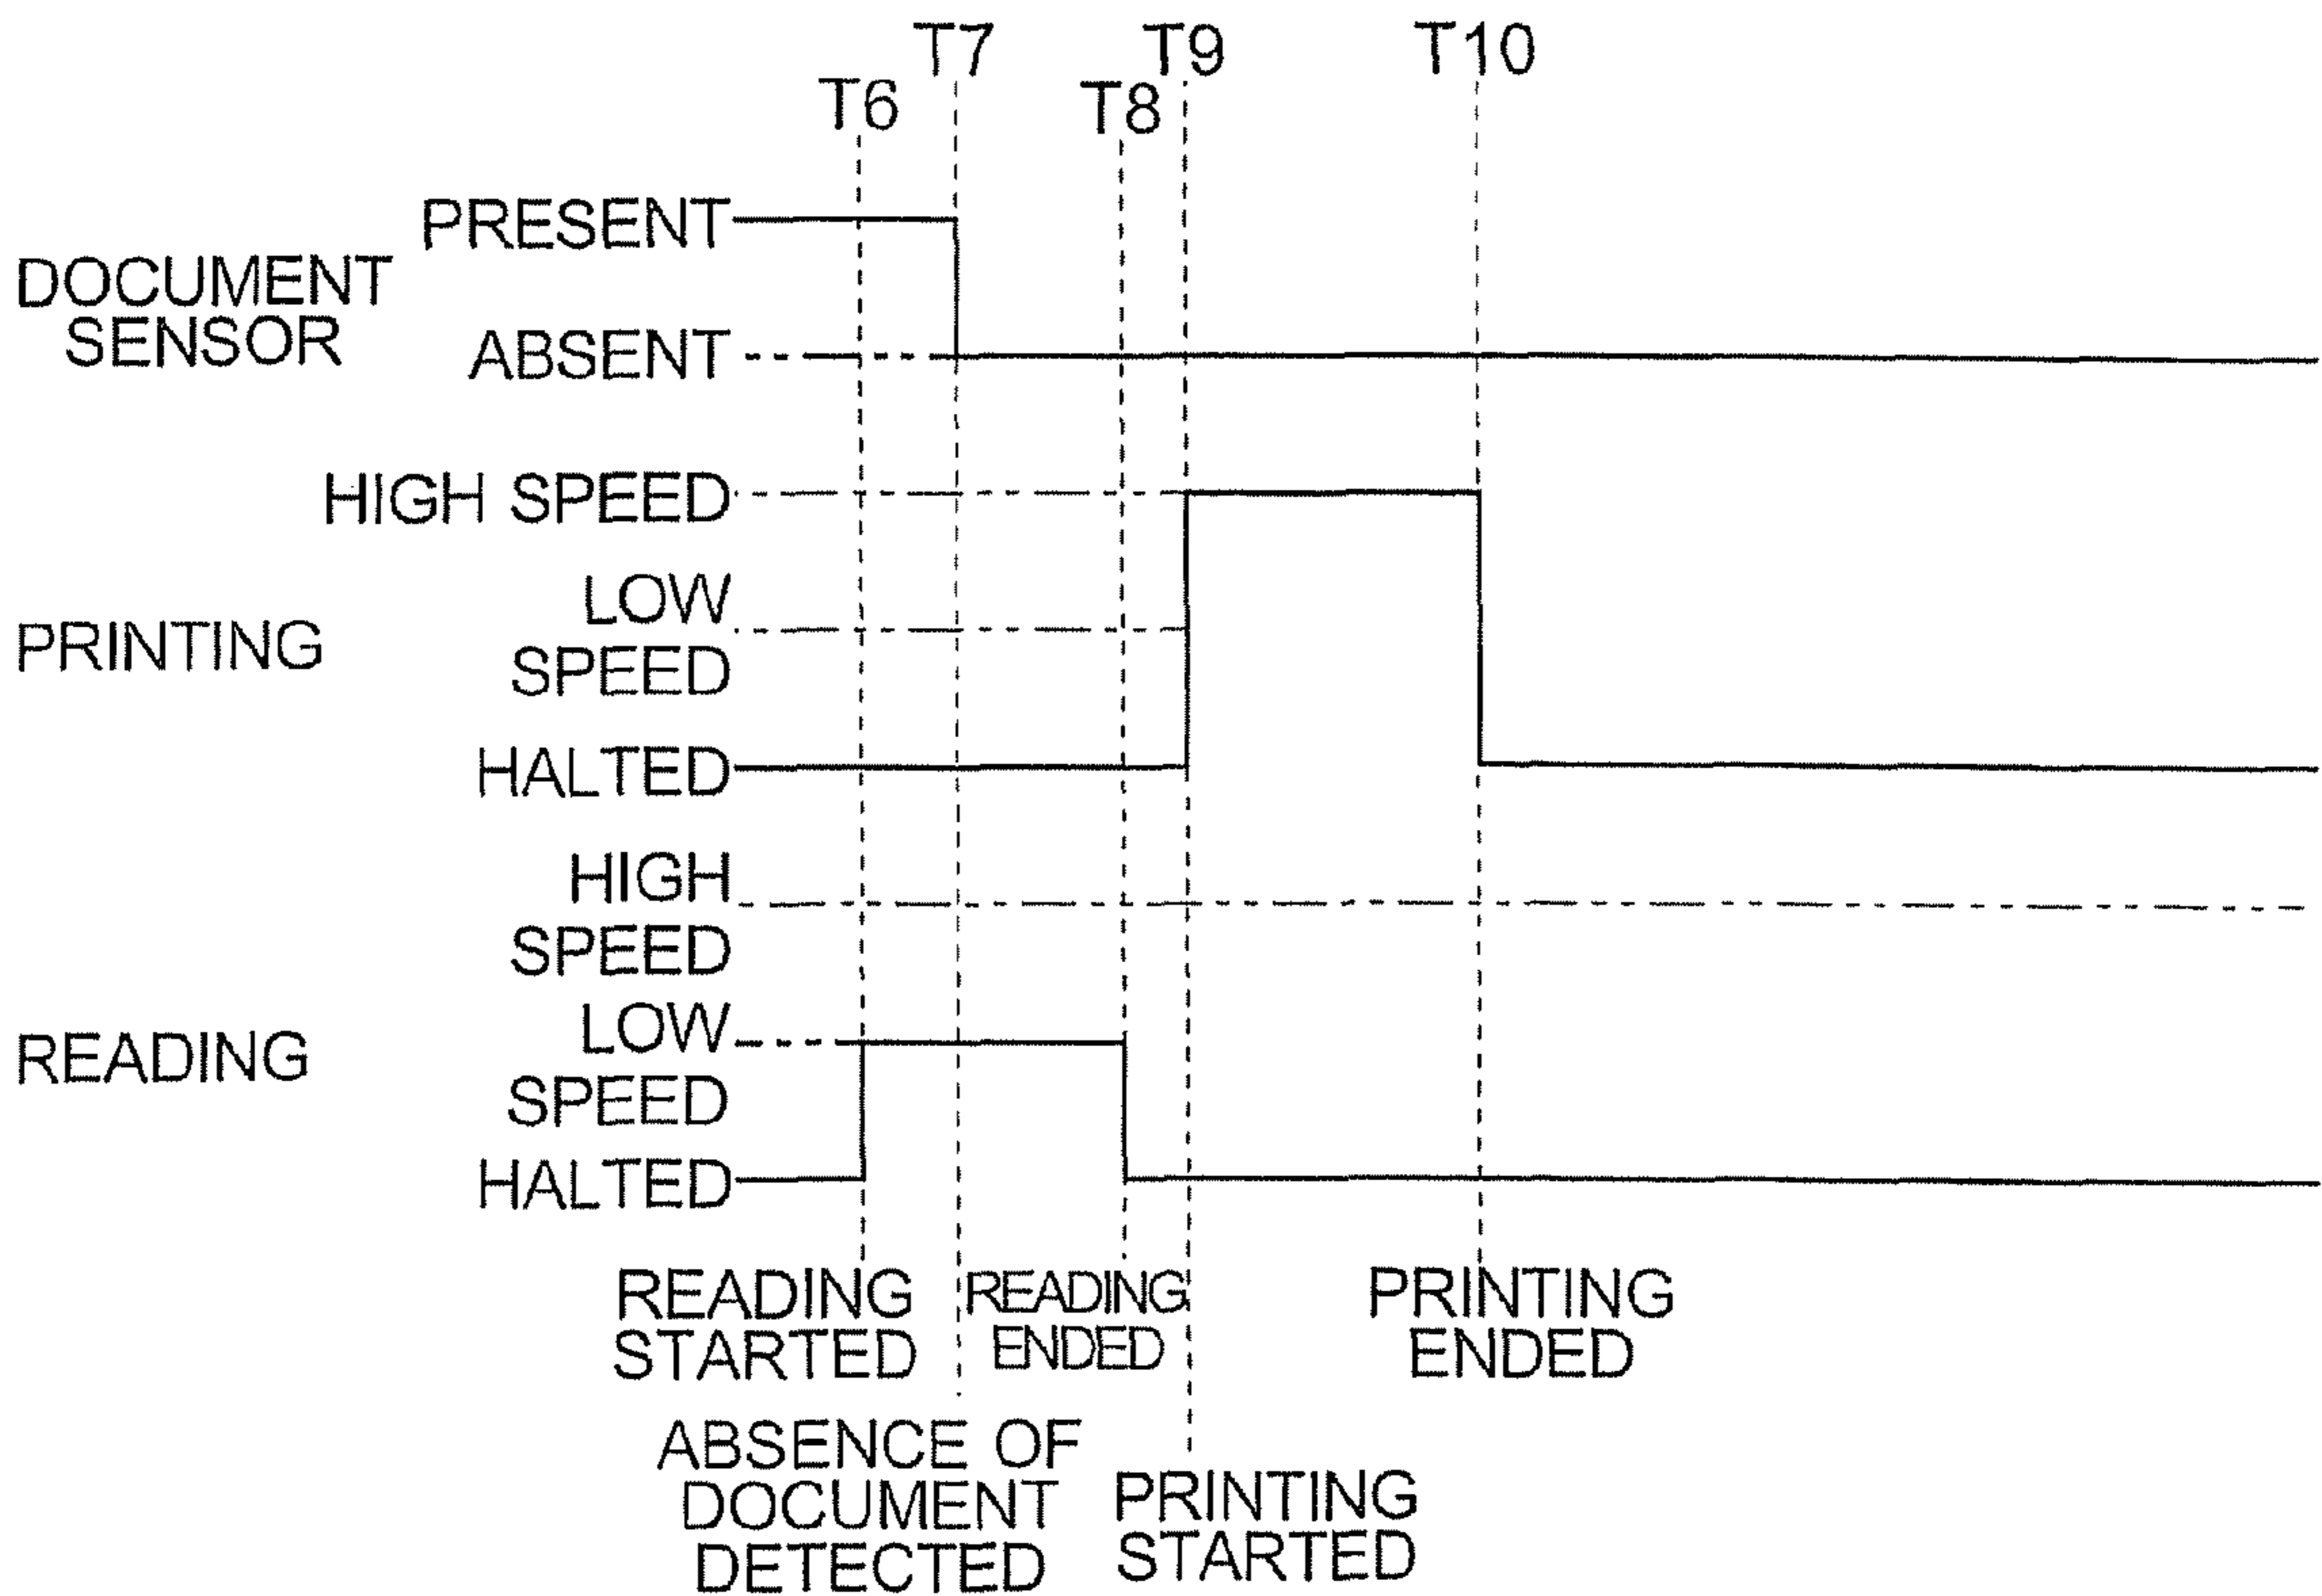 T7 T9 T10
T6 T8
PRESENT
DOCUMENT
SENSOR
ABSENT
HIGH SPEED
LOW
SPEED
PRINTING
HALTED
HIGH
SPEED
LOW
SPEED
READING
HALTED
READING
STARTED
READING
ENDED
PRINTING
ENDED
ABSENCE OF
DOCUMENT
DETECTED
PRINTING
STARTED